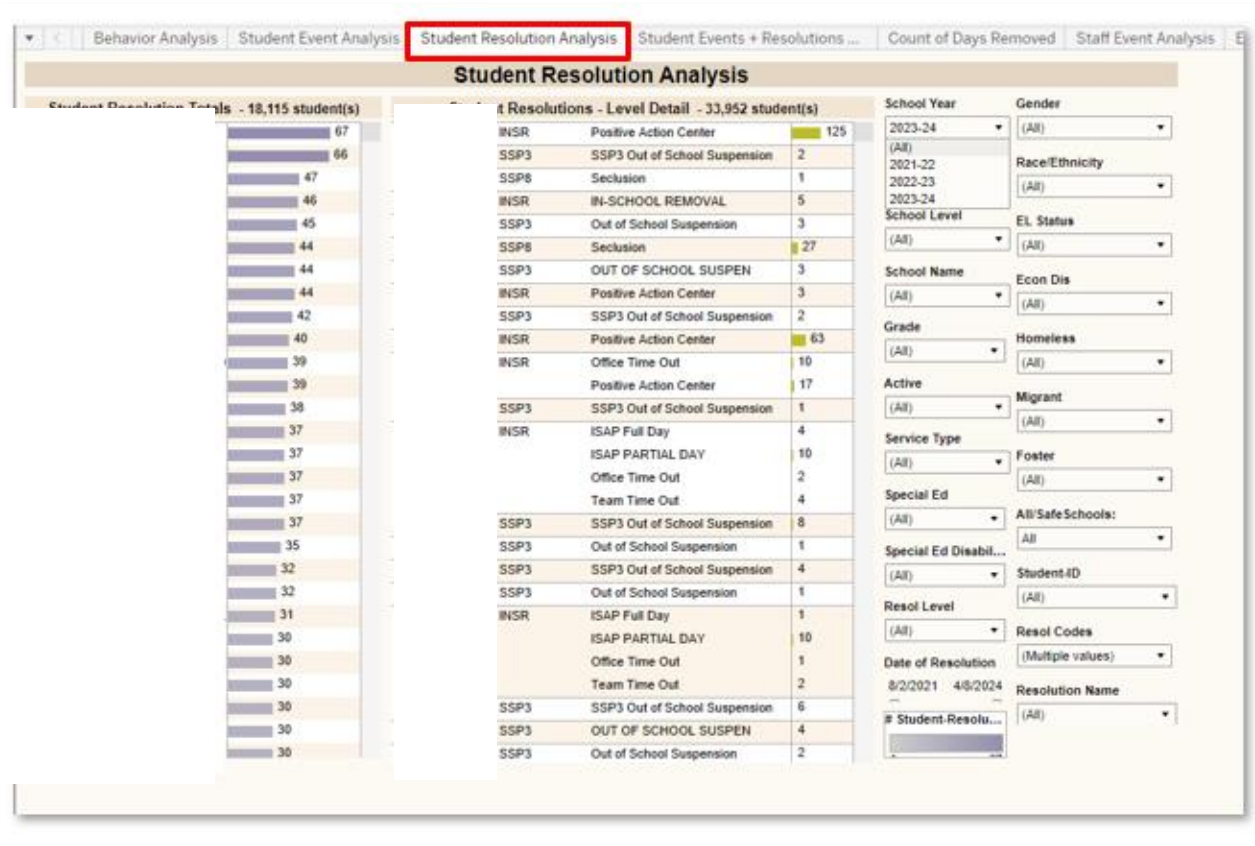 Behavior Analysis Student Event Analysis Student Resolution Analysis Student Events + Resolutions ... Count of Days Removed Staff Event Analysis E
Student Resolution Analysis
Student Resolution Totals - 18,115 student(s)
67
66
47
46
45
44
44
44
42
40
39
39
38
37
37
37
37
37
35
32
32
31
30
30
30
30
30
30
Resolutions - Level Detail - 33,952 student(s)
INSR Positive Action Center 125
SSP3 SSP3 Out of School Suspension 2
SSP8 Seclusion 1
INSR IN-SCHOOL REMOVAL 5
SSP3 Out of School Suspension 3
SSP8 Seclusion 27
SSP3 OUT OF SCHOOL SUSPEN 3
INSR Positive Action Center 3
SSP3 SSP3 Out of School Suspension 2
INSR Positive Action Center 63
INSR Office Time Out 10
Positive Action Center 17
SSP3 SSP3 Out of School Suspension 1
INSR ISAP Full Day 4
ISAP PARTIAL DAY 10
Office Time Out 2
Team Time Out 4
SSP3 SSP3 Out of School Suspension 8
SSP3 Out of School Suspension 1
SSP3 SSP3 Out of School Suspension 4
SSP3 Out of School Suspension 1
INSR ISAP Full Day 1
ISAP PARTIAL DAY 10
Office Time Out 1
Team Time Out 2
SSP3 SSP3 Out of School Suspension 6
SSP3 OUT OF SCHOOL SUSPEN 4
SSP3 Out of School Suspension 2
School Year
2023-24
(All)
2021-22
2022-23
2023-24
School Level
(All)
School Name
(All)
Grade
(All)
Active
(All)
Service Type
(All)
Special Ed
(All)
Special Ed Disabil...
(All)
Resol Level
(All)
Date of Resolution
8/2/2021 4/8/2024
# Student-Resolu...
Gender
(All)
Race/Ethnicity
(All)
EL Status
(All)
Econ Dis
(All)
Homeless
(All)
Migrant
(All)
Foster
(All)
All/SafeSchools:
All
Student-ID
(All)
Resol Codes
(Multiple values)
Resolution Name
(All)